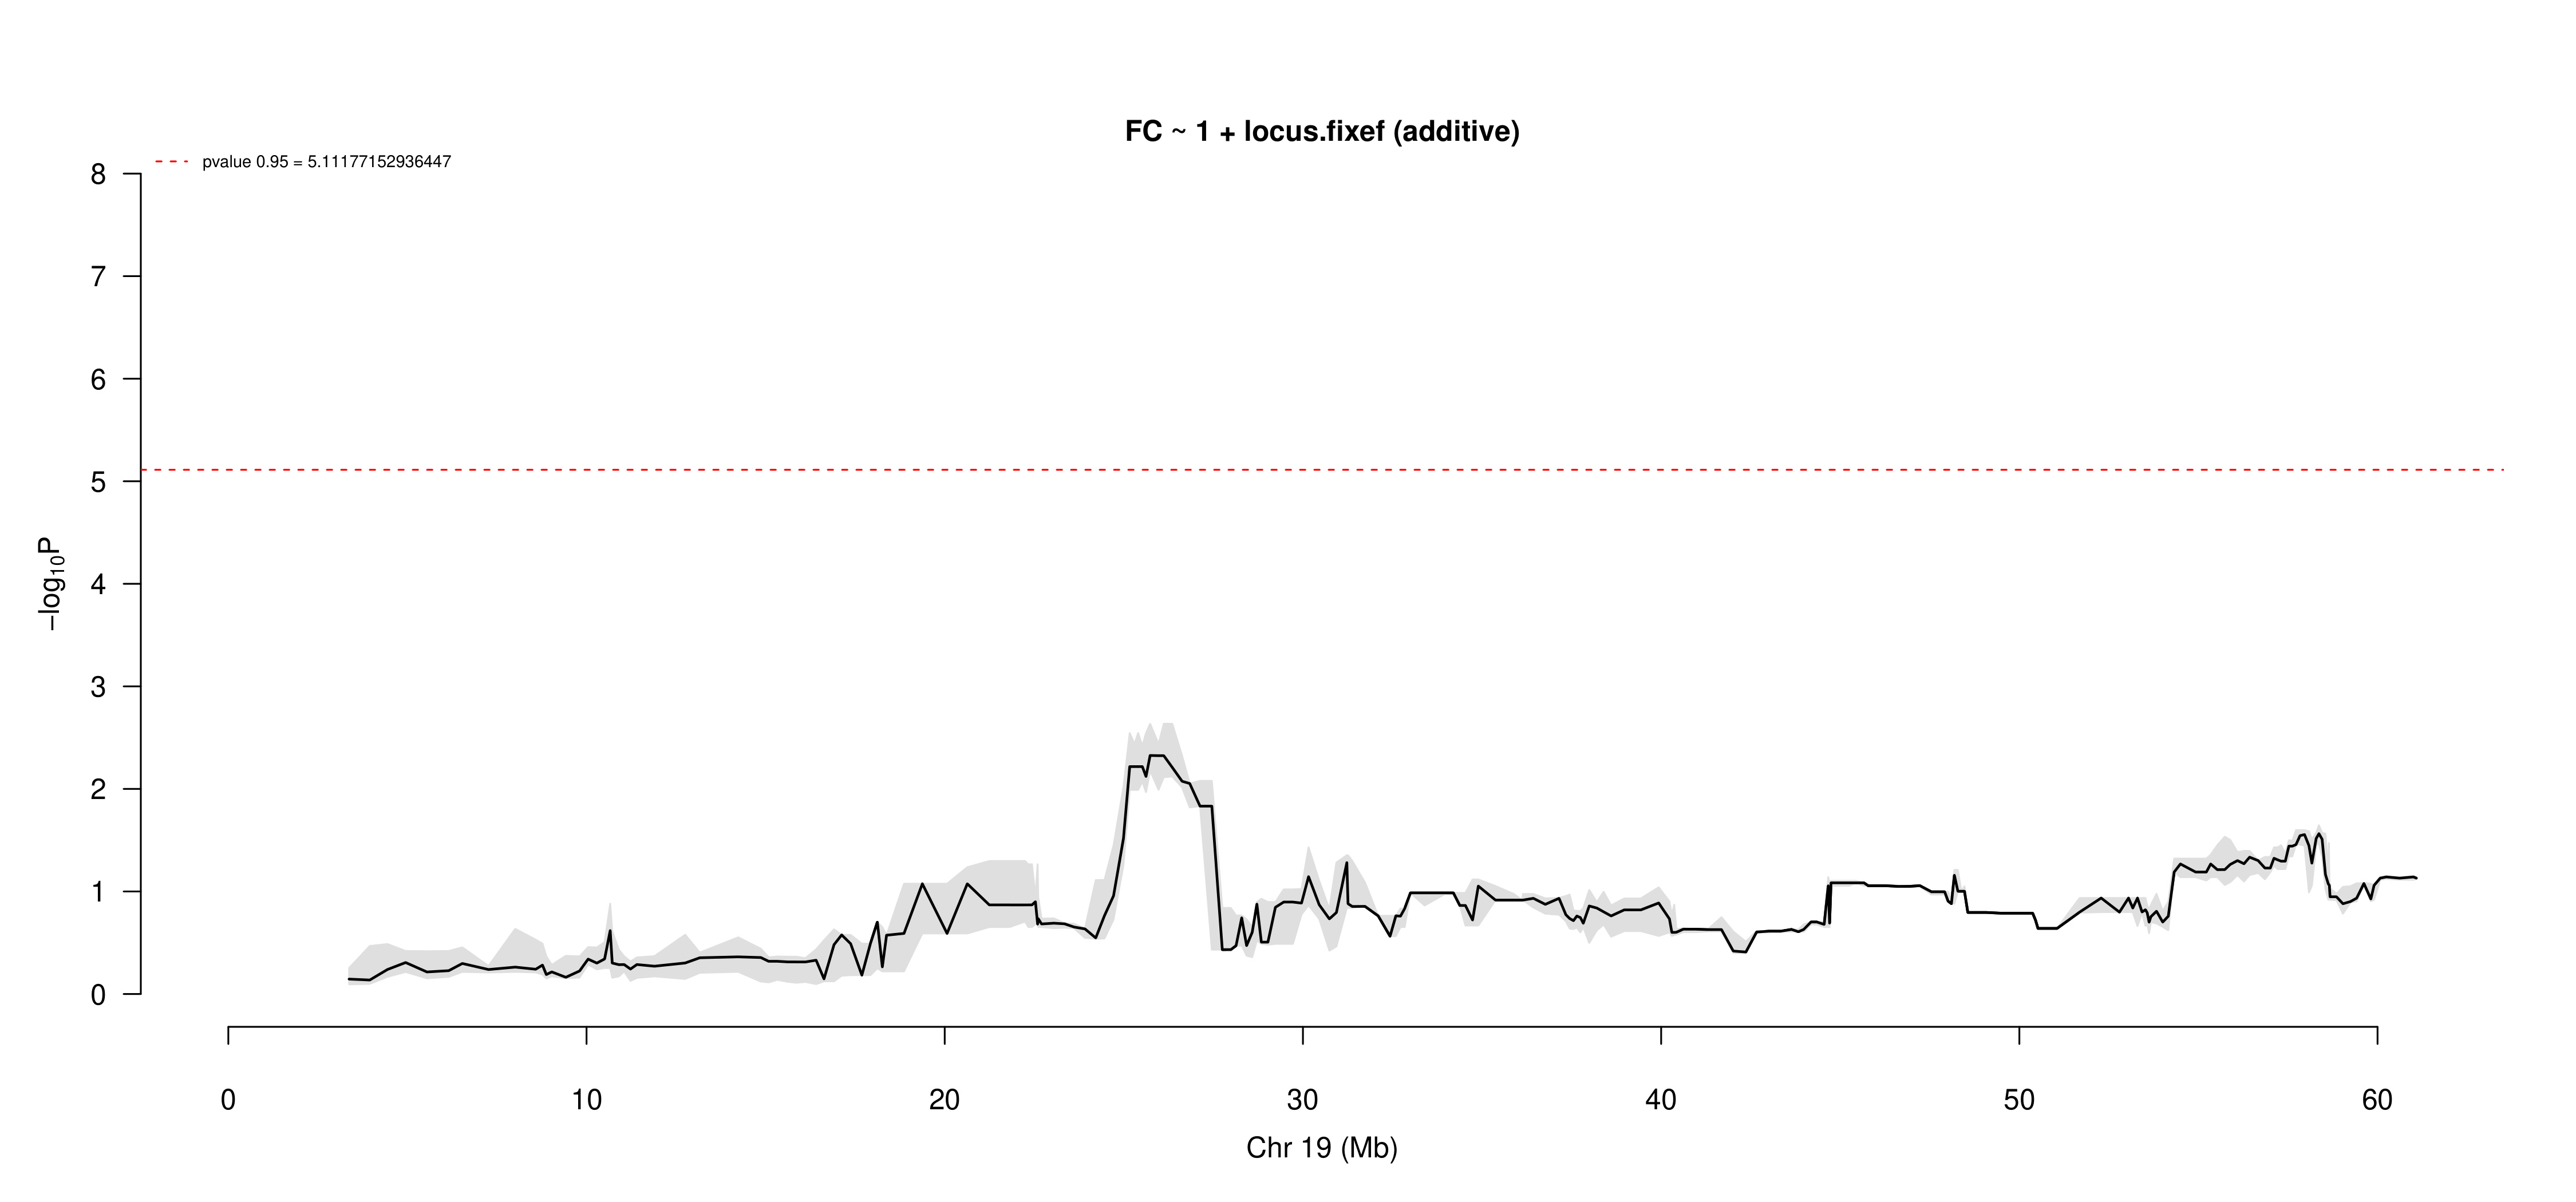 FC ~ 1 + locus.fixef (additive)
pvalue 0.95 = 5.11177152936447
8
7
6
5
4
3
2
1
0
−log10P
0 10 20 30 40 50 60
Chr 19 (Mb)